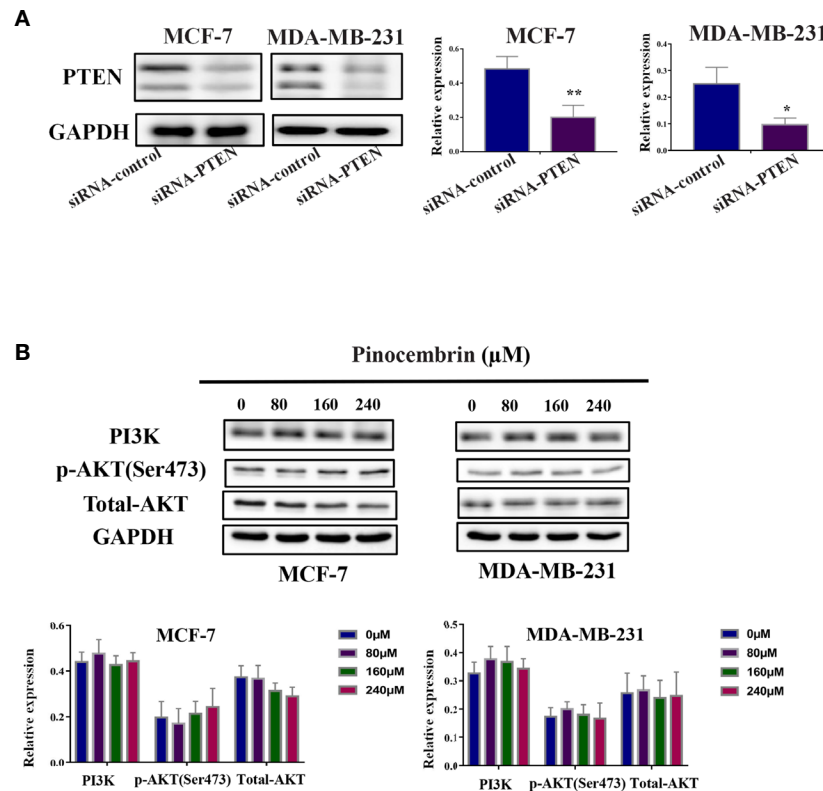 A
MCF-7 MDA-MB-231
PTEN
GAPDH
siRNA-control siRNA-PTEN siRNA-control siRNA-PTEN
MCF-7
Relative expression
0.6
0.4
0.2
0.0
**
siRNA-control siRNA-PTEN
MDA-MB-231
Relative expression
0.4
0.3
0.2
0.1
0.0
*
siRNA-control siRNA-PTEN
B
Pinocembrin (μM)
0 80 160 240 0 80 160 240
PI3K
p-AKT(Ser473)
Total-AKT
GAPDH
MCF-7 MDA-MB-231
MCF-7
Relative expression
0.6
0.4
0.2
0.0
PI3K p-AKT(Ser473) Total-AKT
0μM
80μM
160μM
240μM
MDA-MB-231
Relative expression
0.5
0.4
0.3
0.2
0.1
0.0
PI3K p-AKT(Ser473) Total-AKT
0μM
80μM
160μM
240μM